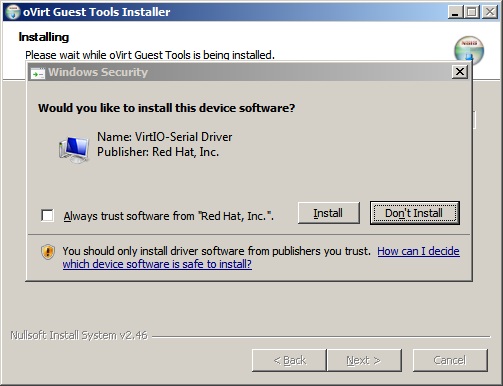 oVirt Guest Tools Installer
Installing
Please wait while oVirt Guest Tools is being installed.
Windows Security
Would you like to install this device software?
Name: VirtIO-Serial Driver
Publisher: Red Hat, Inc.
Always trust software from "Red Hat, Inc.".
Install
Don't Install
You should only install driver software from publishers you trust. How can I decide
which device software is safe to install?
Nullsoft Install System v2.46
< Back
Next >
Cancel